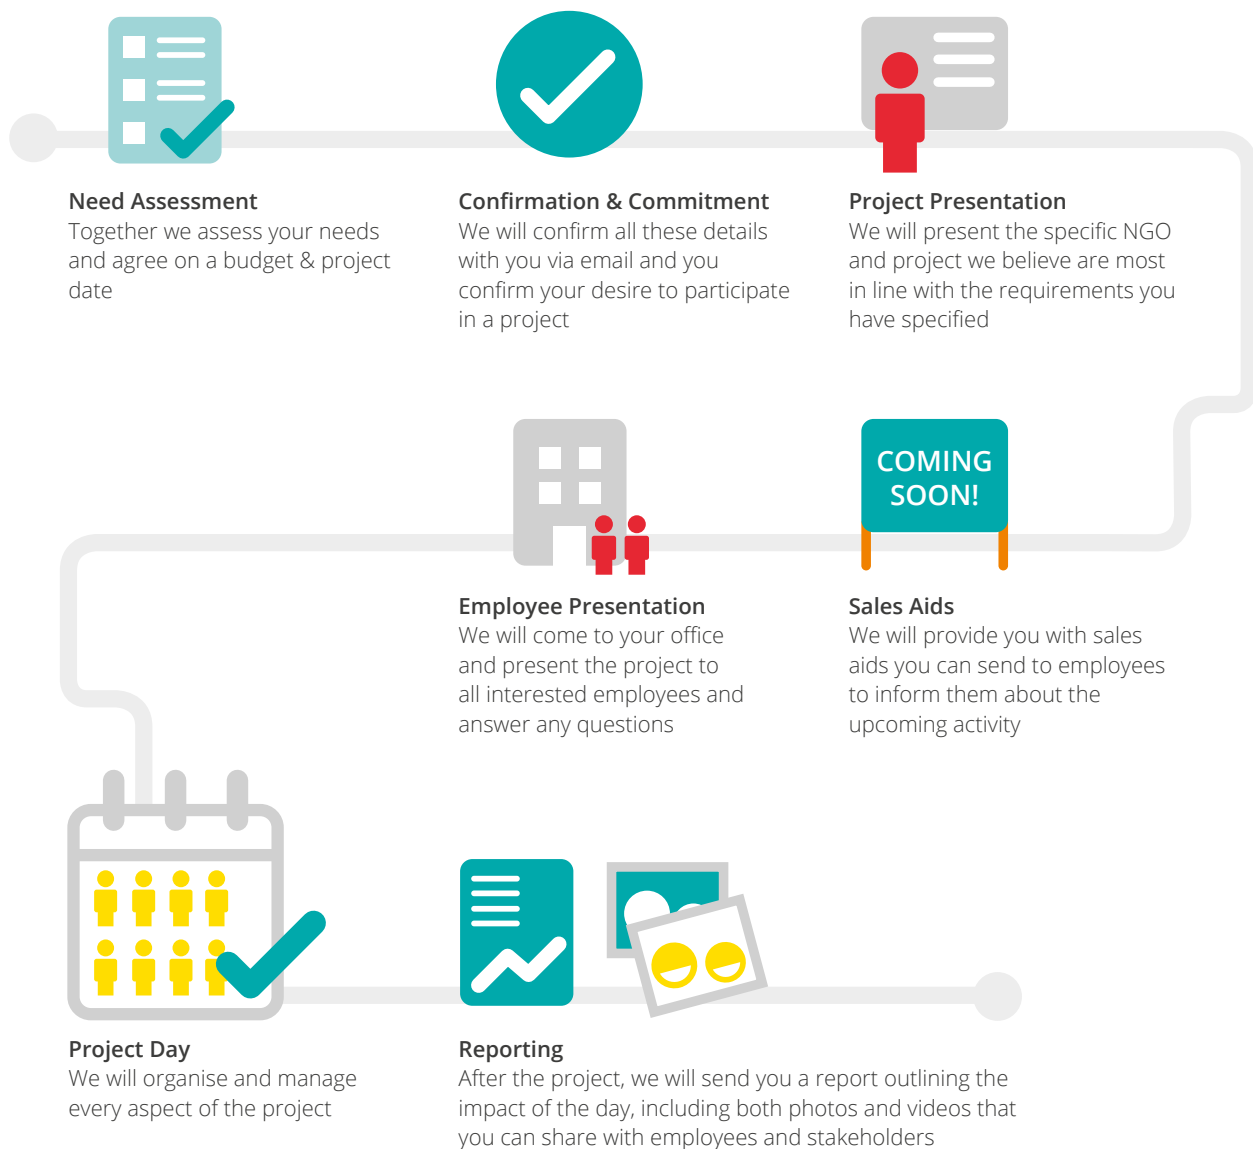 Need Assessment
Together we assess your needs
and agree on a budget & project
date
Confirmation & Commitment
We will confirm all these details
with you via email and you
confirm your desire to participate
in a project
Project Presentation
We will present the specific NGO
and project we believe are most
in line with the requirements you
have specified
COMING
SOON!
Sales Aids
We will provide you with sales
aids you can send to employees
to inform them about the
upcoming activity
Employee Presentation
We will come to your office
and present the project to
all interested employees and
answer any questions
Project Day
We will organise and manage
every aspect of the project
Reporting
After the project, we will send you a report outlining the
impact of the day, including both photos and videos that
you can share with employees and stakeholders